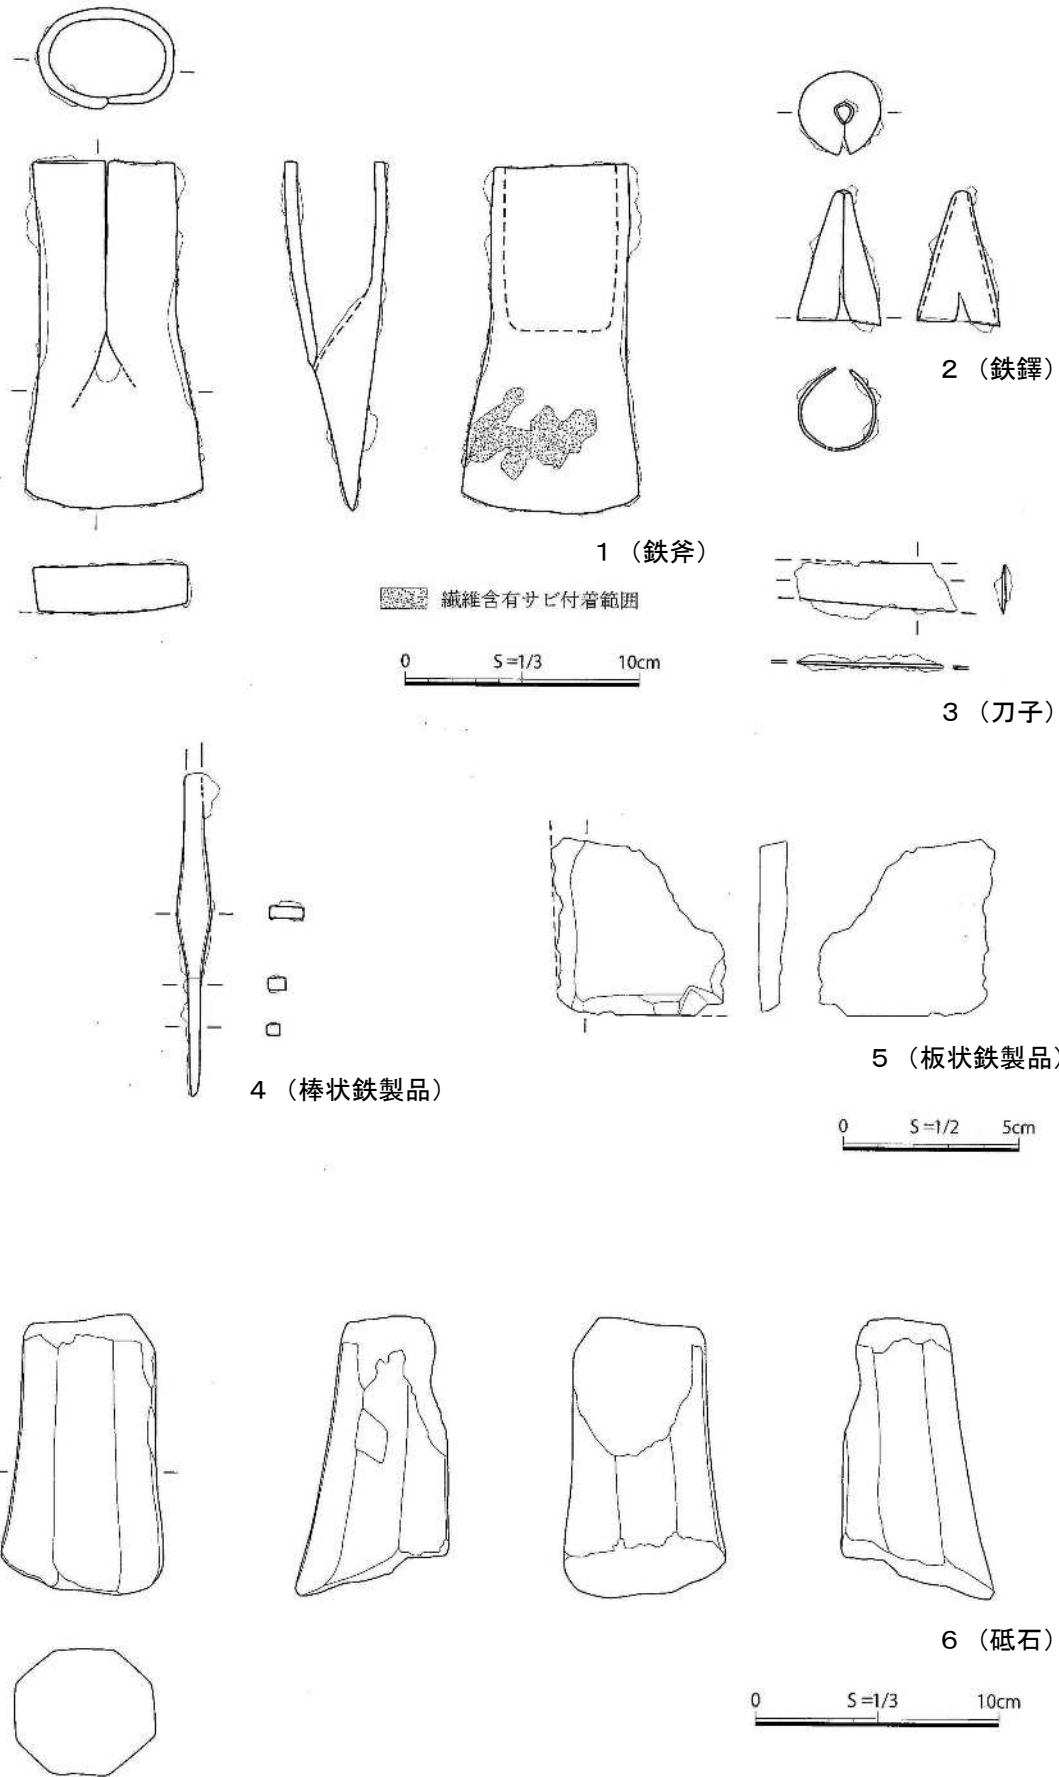 2 （鉄鐸）
1 （鉄斧）
繊維含有サビ付着範囲
0 S=1/3 10cm
3 （刀子）
4 （棒状鉄製品）
5 （板状鉄製品）
0 S=1/2 5cm
6 （砥石）
0 S=1/3 10cm